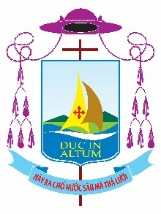 DUC IN
ALTUM
HÃY RA CHỖ NƯỚC SÂU MÀ THẢ LƯỚI